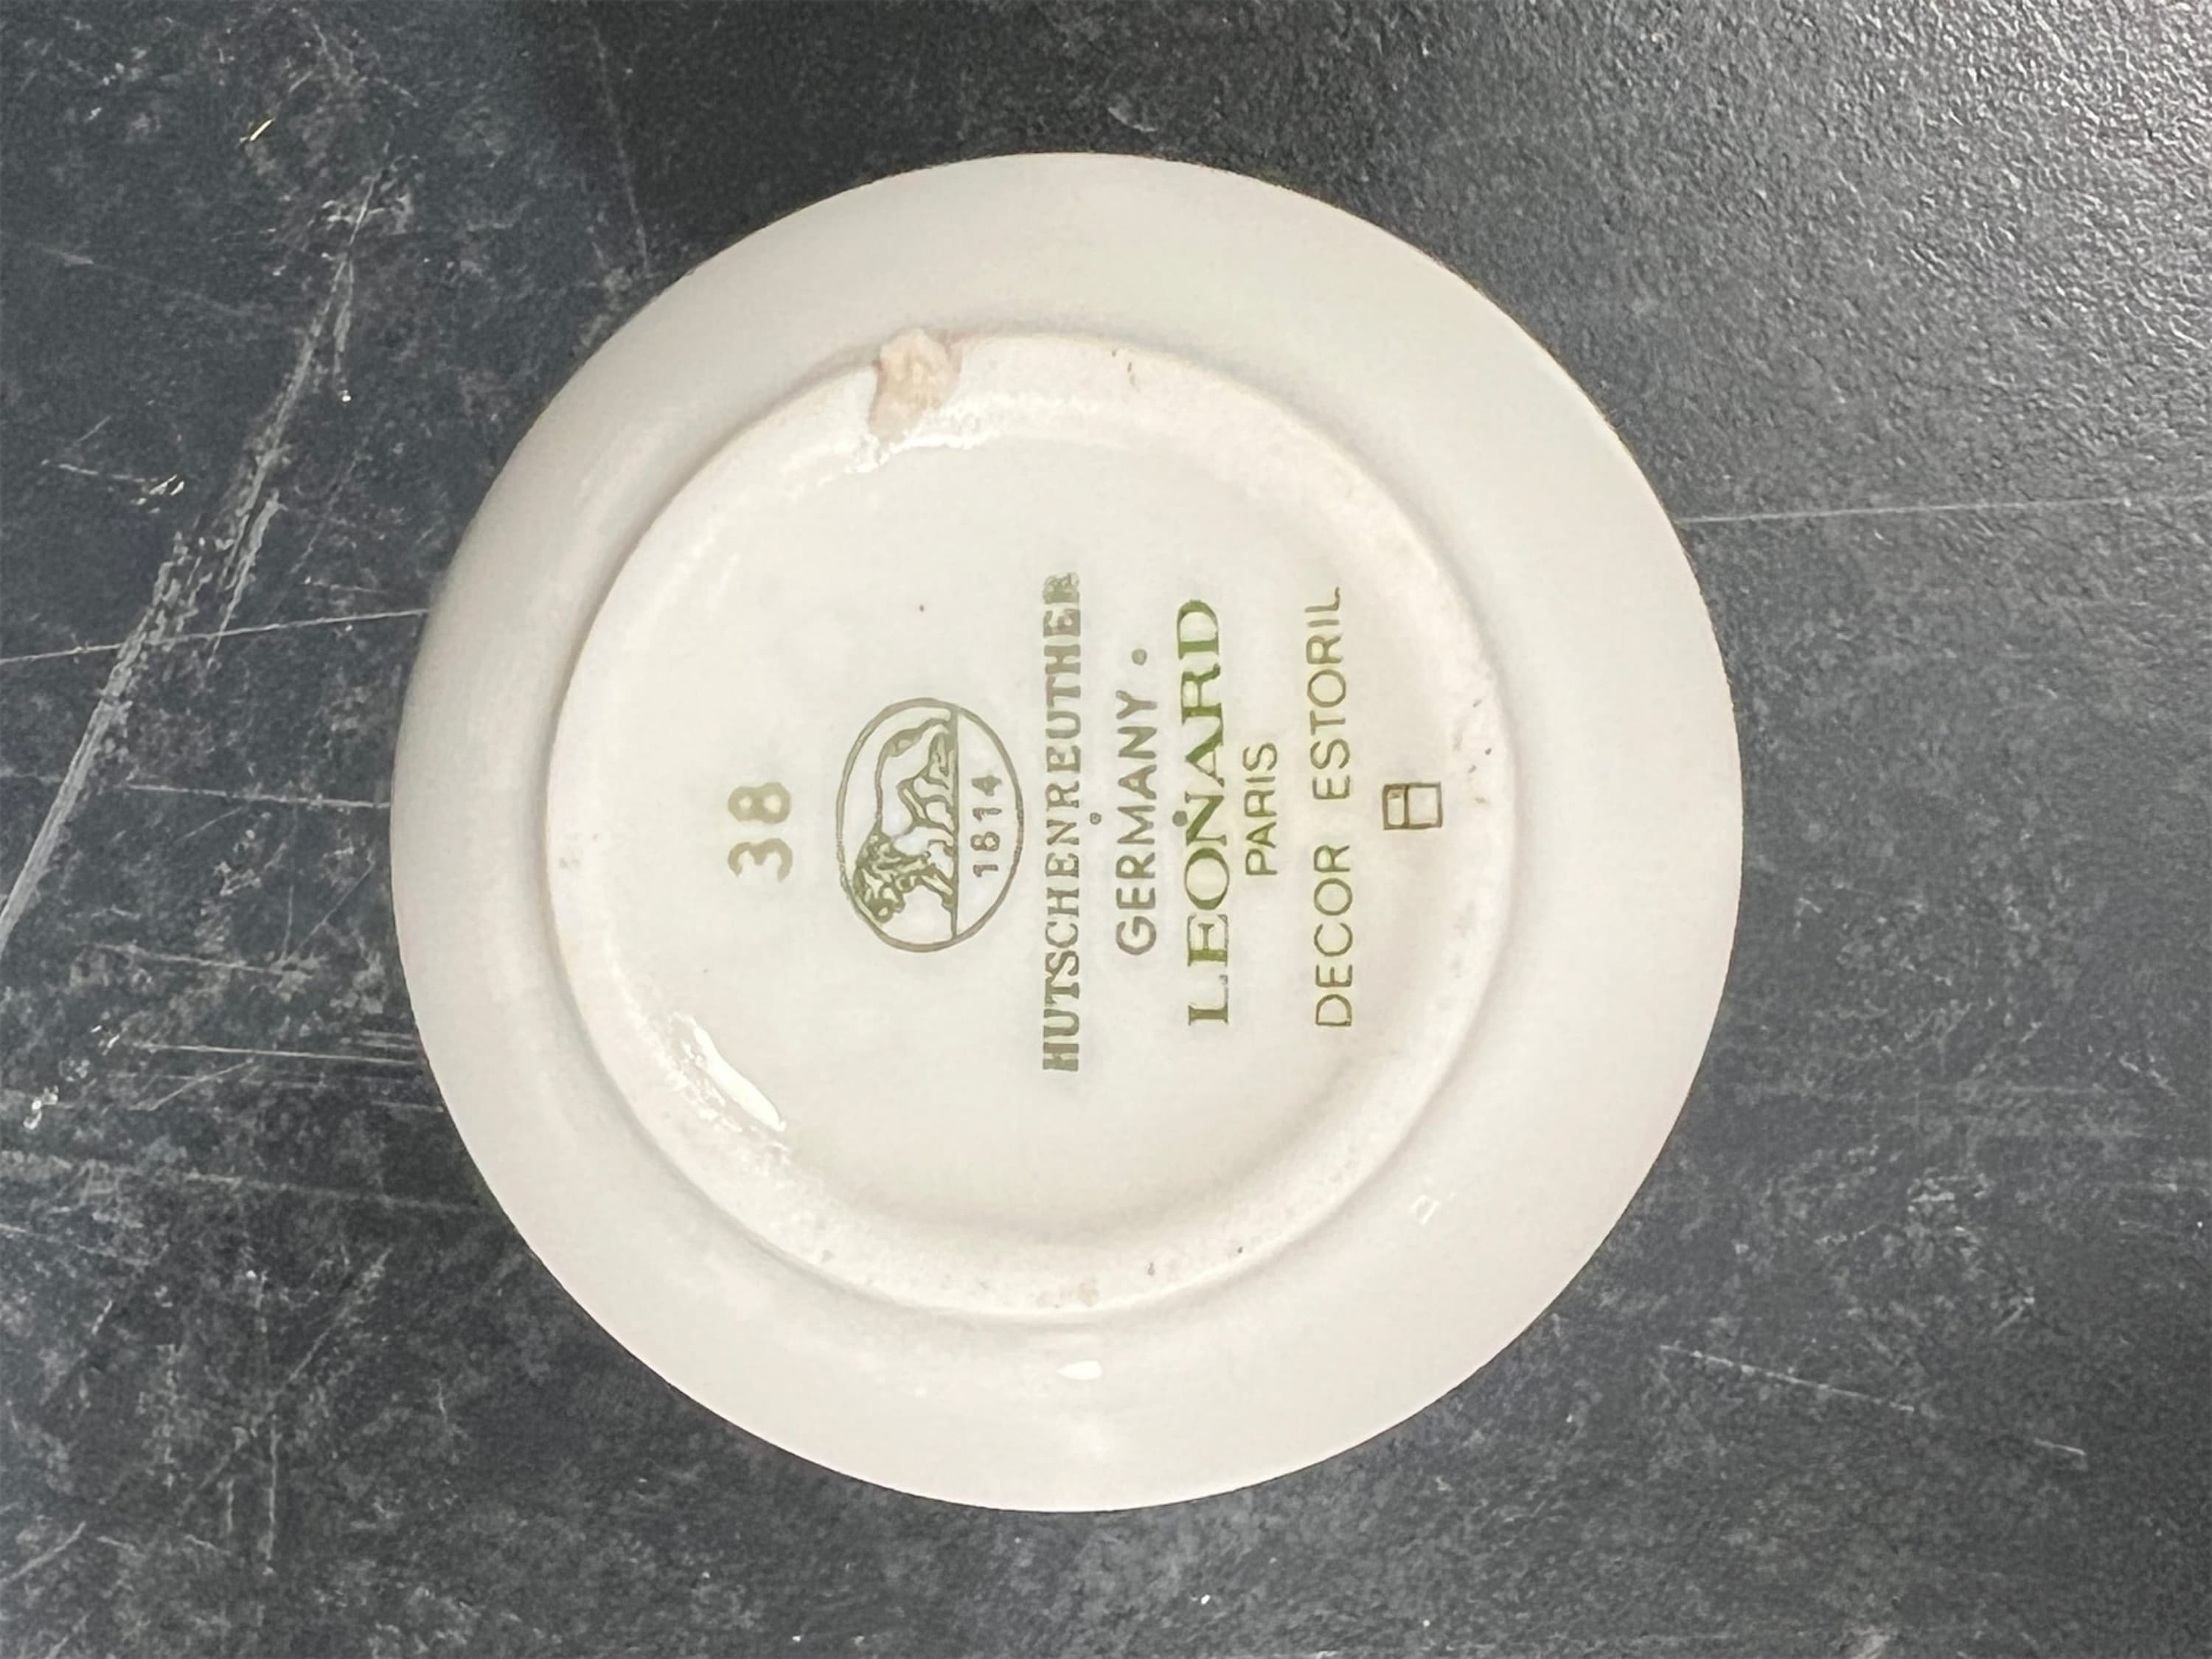 38
1814
HUTSCHENREUTHER
GERMANY
LEONARD
PARIS
DECOR ESTORIL